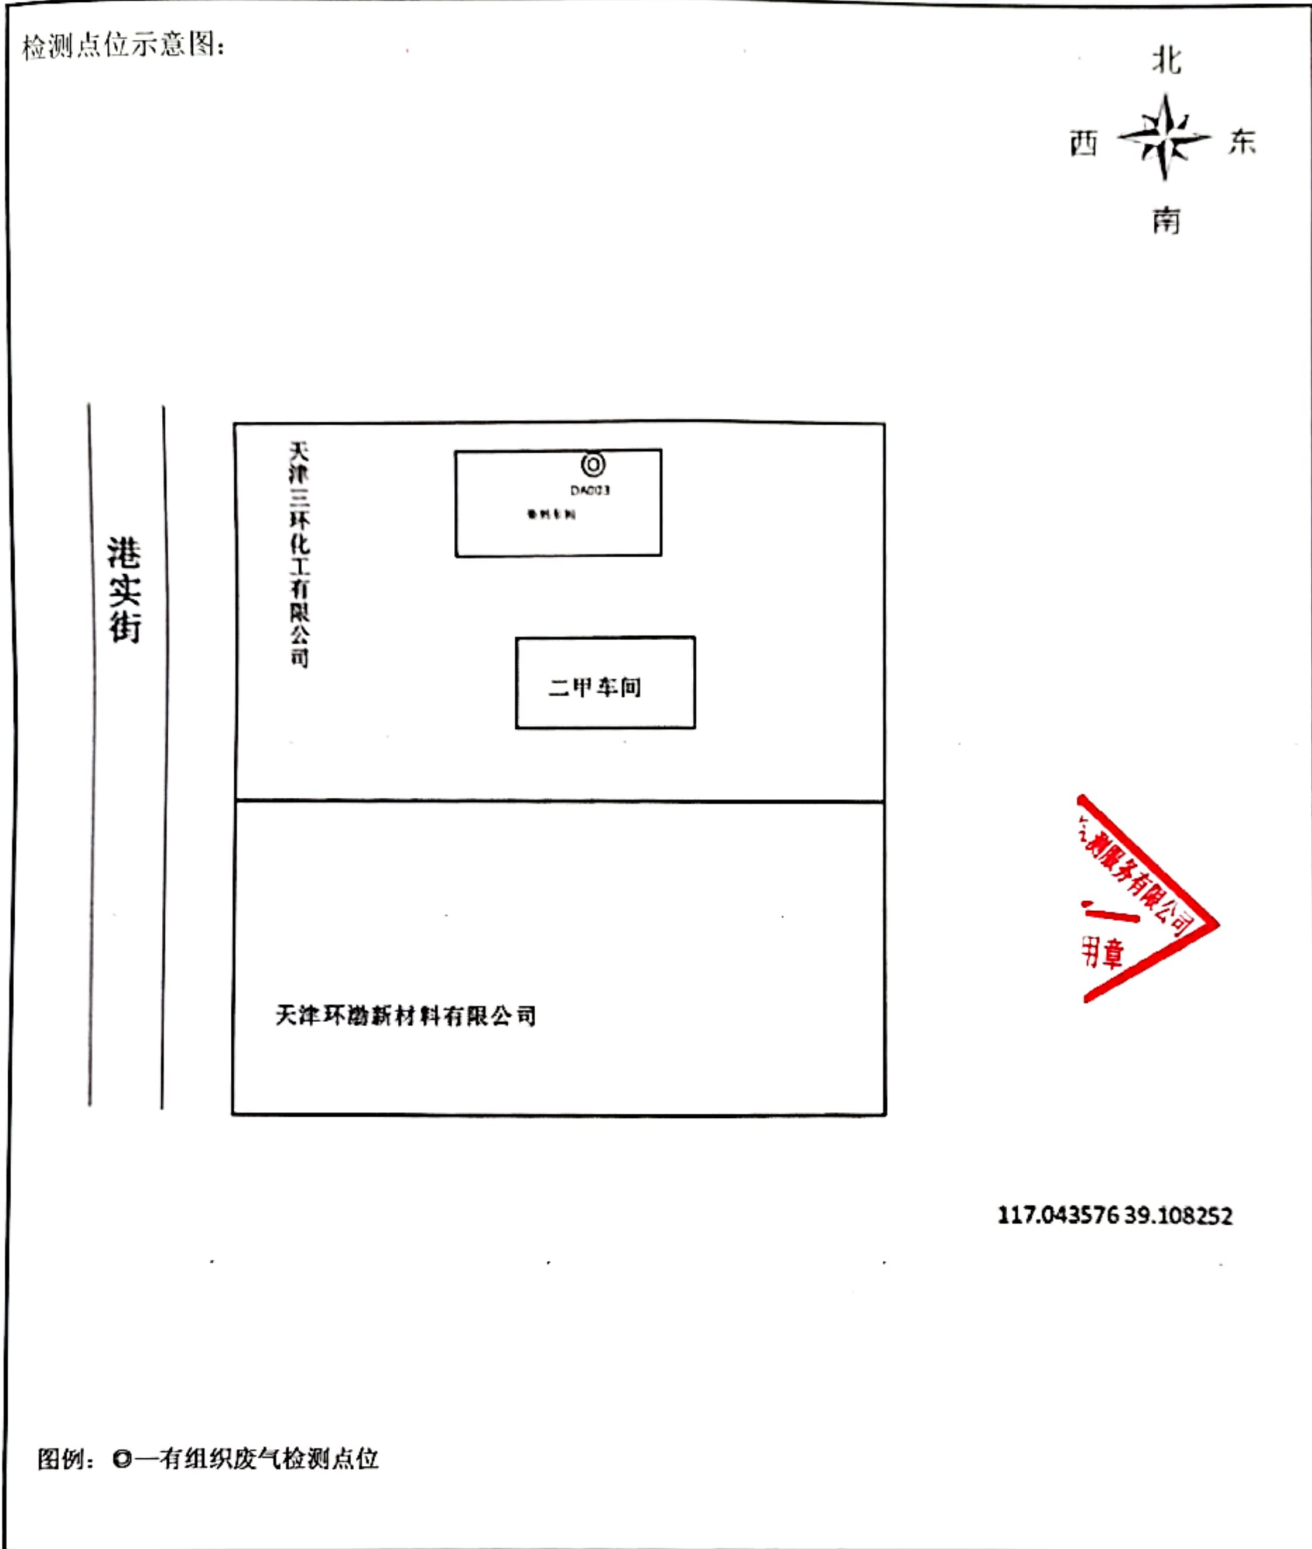 检测点位示意图：
北
西
东
南
天津三环化工有限公司
DA003
港实街
二甲车间
测服务有限公司
用章
天津环渤新材料有限公司
117.043576 39.108252
图例：◎—有组织废气检测点位